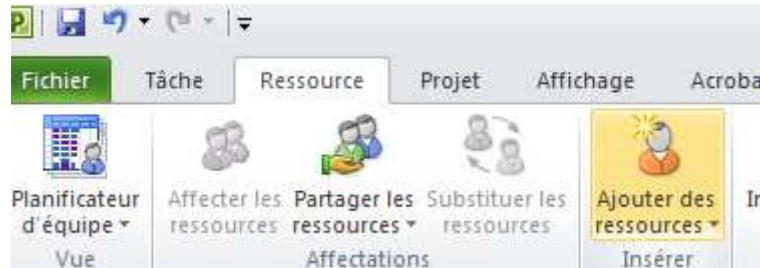 Fichier Tâche Ressource Projet Affichage Acroba
Planificateur d'équipe
Affecter les ressources
Partager les ressources
Substituer les ressources
Ajouter des ressources
Vue Affectations Insérer